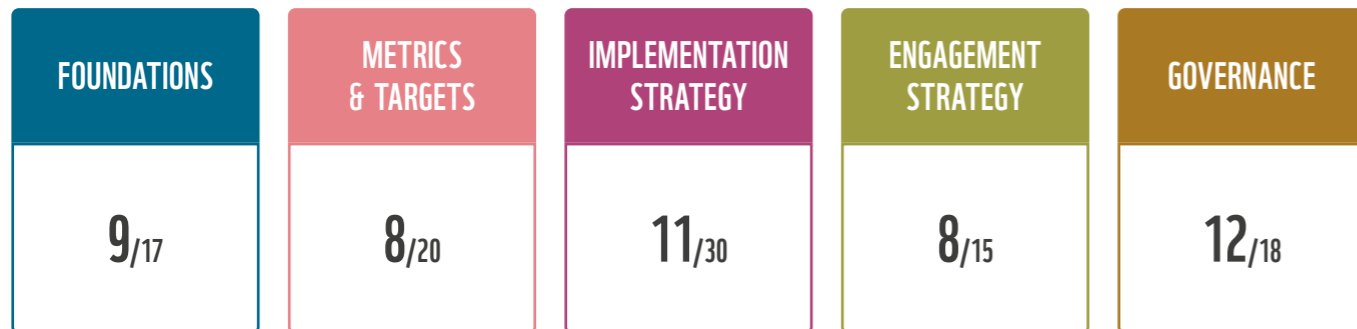 FOUNDATIONS
9/17
METRICS
& TARGETS
8/20
IMPLEMENTATION
STRATEGY
11/30
ENGAGEMENT
STRATEGY
8/15
GOVERNANCE
12/18